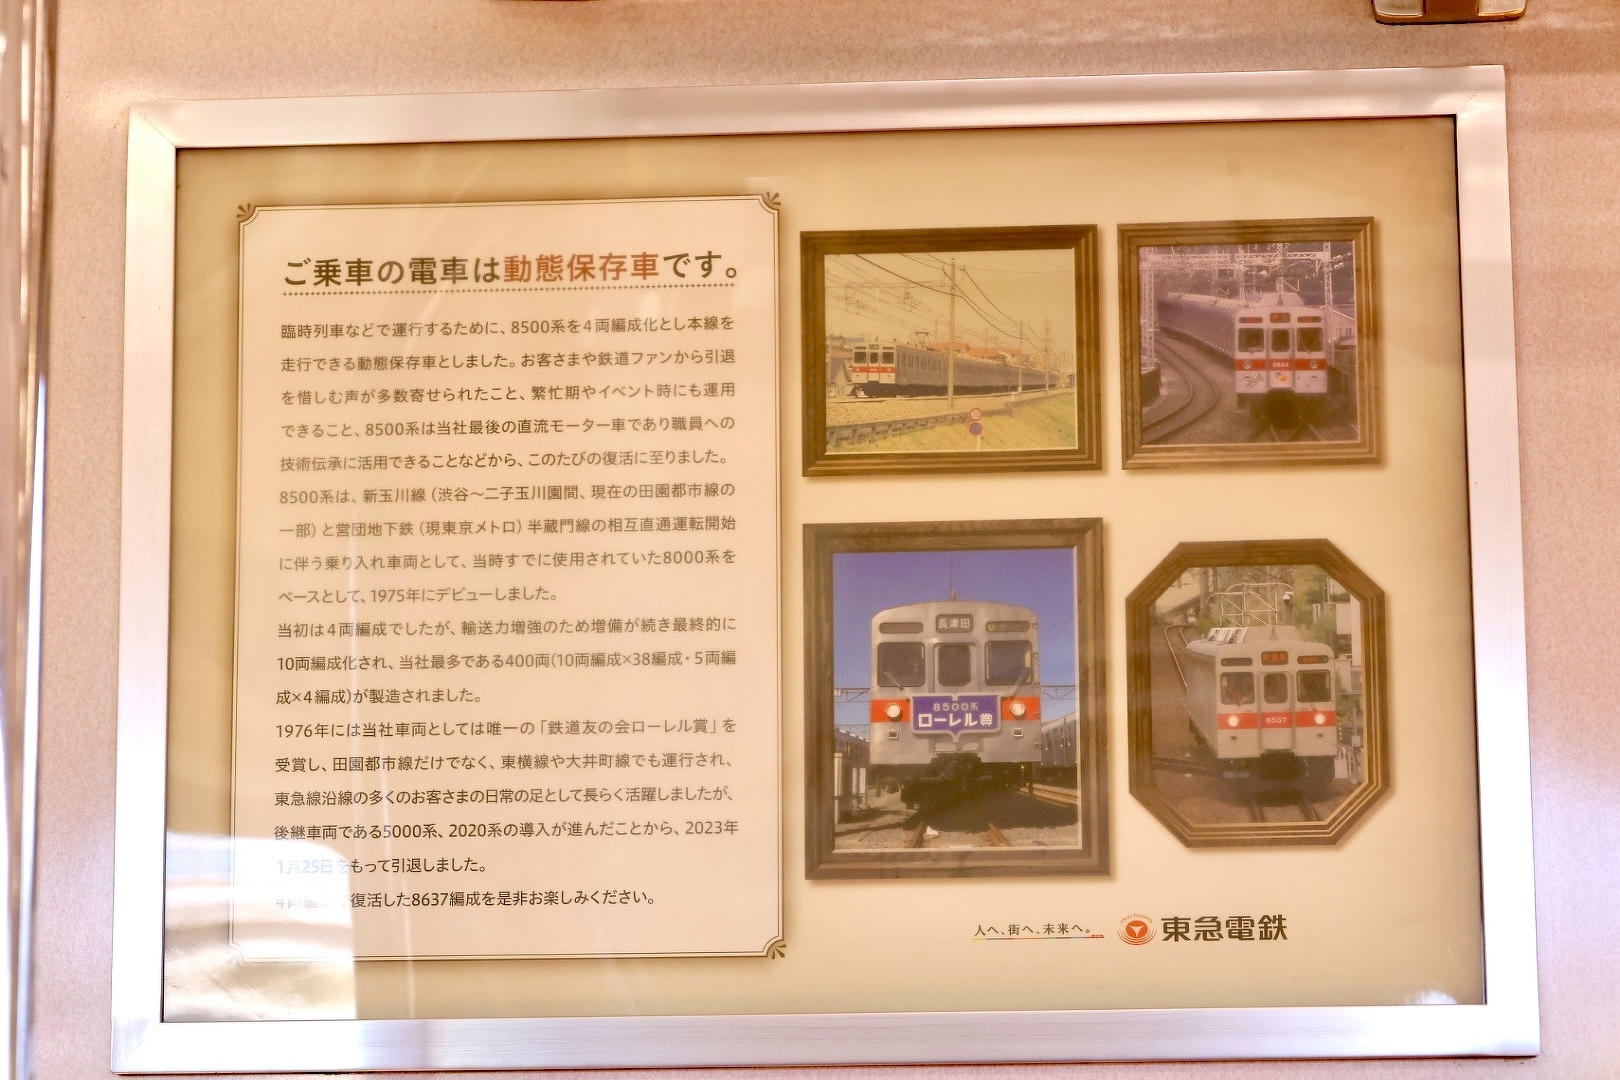 ご乗車の電車は動態保存車です。
臨時列車などで運行するために、8500系を4両編成化とし本線を
走行できる動態保存車としました。お客さまや鉄道ファンから引退
を惜しむ声が多数寄せられたこと、繁忙期やイベント時にも運用
できること、8500系は当社最後の直流モーター車であり職員への
技術伝承に活用できることなどから、このたびの復活に至りました。
8500系は、新玉川線(渋谷〜二子玉川園間、現在の田園都市線の
一部)と営団地下鉄(現東京メトロ)半蔵門線の相互直通運転開始
に伴う乗り入れ車両として、当時すでに使用されていた8000系を
ベースとして、1975年にデビューしました。
当初は4両編成でしたが、輸送力増強のため増備が続き最終的に
10両編成化され、当社最多である400両(10両編成×38編成・5両編
成×4編成)が製造されました。
1976年には当社車両としては唯一の「鉄道友の会ローレル賞」を
受賞し、田園都市線だけでなく、東横線や大井町線でも運行され、
東急線沿線の多くのお客さまの日常の足として長らく活躍しましたが、
後継車両である5000系、2020系の導入が進んだことから、2023年
1月25日をもって引退しました。
4両編成で復活した8637編成を是非お楽しみください。
8634
長津田
8500系
ローレル賞
8537
人へ、街へ、未来へ。
東急電鉄